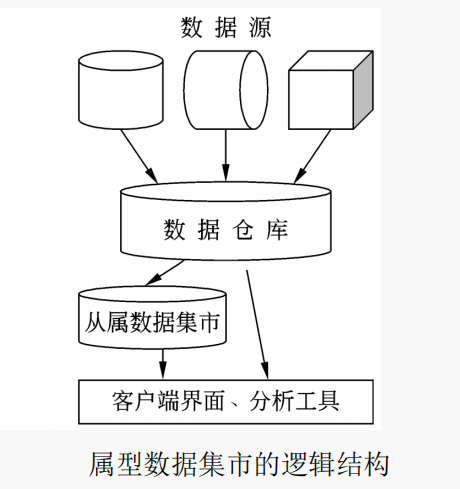 数据源
数据仓库
从属数据集市
客户端界面、分析工具
属型数据集市的逻辑结构